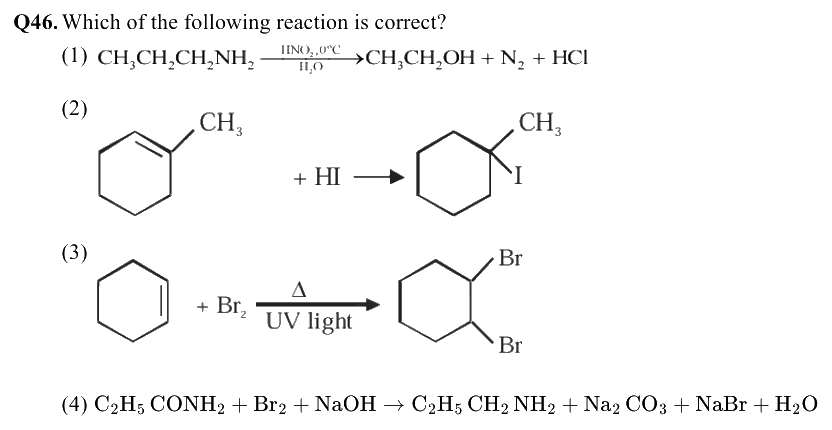 Q46. Which of the following reaction is correct?
(1) CH₃CH₂CH₂NH₂ HNO₂,0°C H₂O → CH₃CH₂OH + N₂ + HCl
(2) CH₃ + HI → CH₃ I
(3) + Br₂ Δ UV light Br Br
(4) C₂H₅ CONH₂ + Br₂ + NaOH → C₂H₅ CH₂ NH₂ + Na₂ CO₃ + NaBr + H₂O